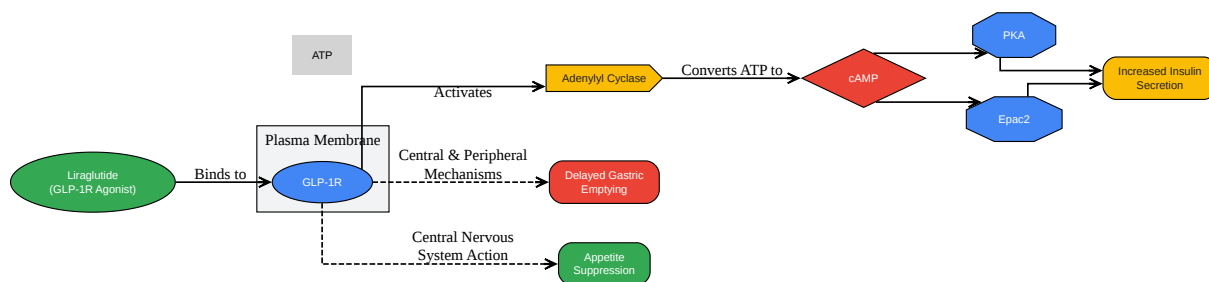 PKA
ATP
Adenylyl Cyclase
Converts ATP to
cAMP
Increased Insulin
Secretion
Activates
Epac2
Plasma Membrane
Liraglutide
(GLP-1R Agonist)
Binds to
GLP-1R
Central & Peripheral
Mechanisms
Delayed Gastric
Emptying
Central Nervous
System Action
Appetite
Suppression